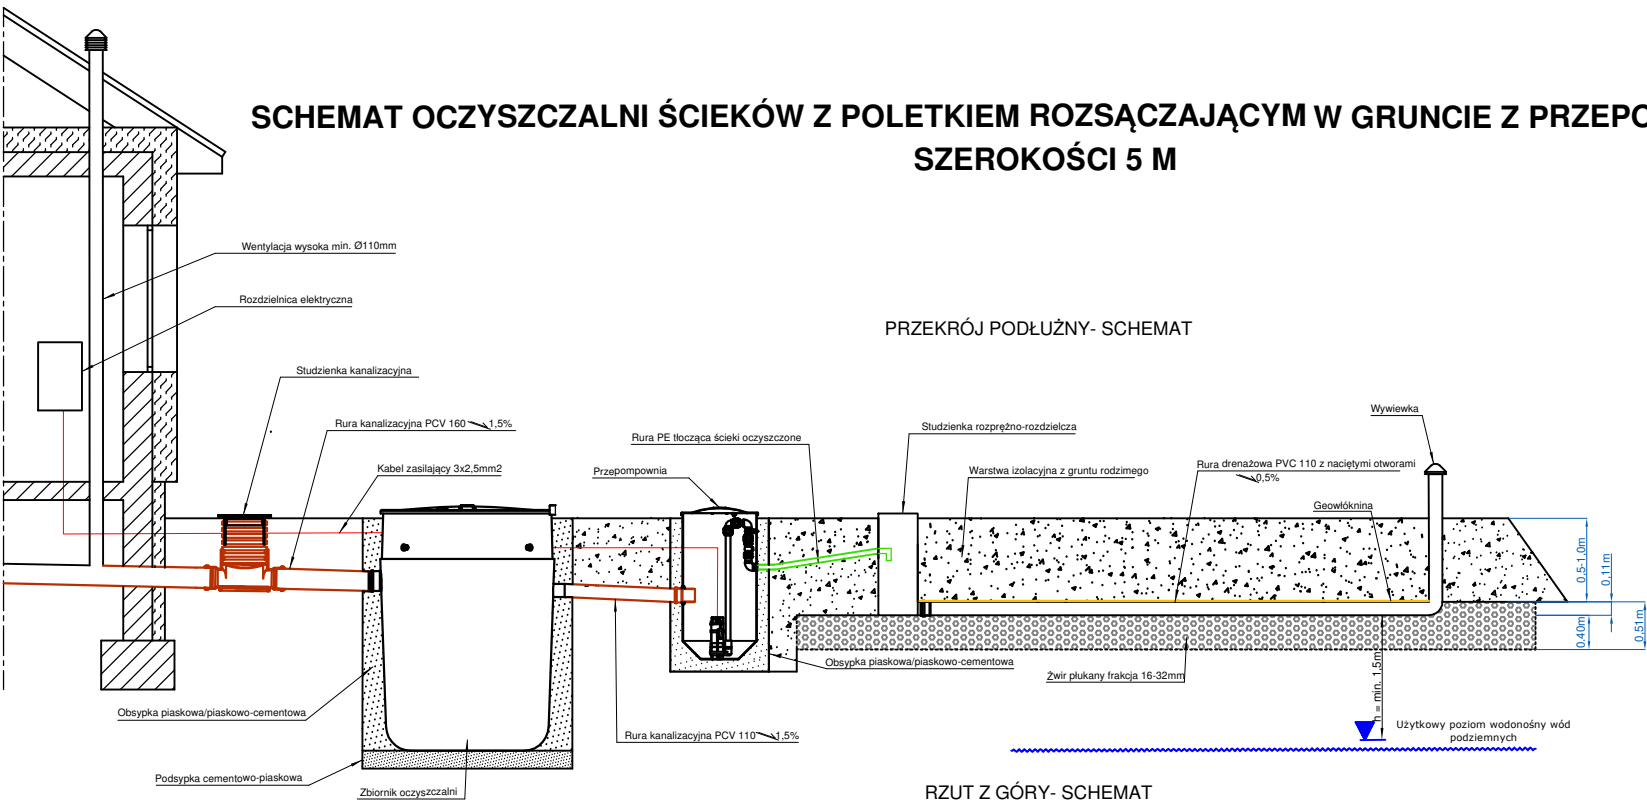 SCHEMAT OCZYSZCZALNI ŚCIEKÓW Z POLETKIEM ROZSĄCZAJĄCYM W GRUNCIE Z PRZEPO
SZEROKOŚCI 5 M
Wentylacja wysoka min. Ø110mm
Rozdzielnica elektryczna
PRZEKRÓJ PODŁUŻNY- SCHEMAT
Studzienka kanalizacyjna
Rura kanalizacyjna PCV 160 1,5%
Kabel zasilający 3x2,5mm2
Rura PE tłocząca ścieki oczyszczone
Przepompownia
Studzienka rozprężno-rozdzielcza
Warstwa izolacyjna z gruntu rodzimego
Wywiewka
Rura drenażowa PVC 110 z naciętymi otworami
0,5%
Geowłóknina
0,5-1,0m
0,11m
0,40m
0,51m
Obsypka piaskowa/piaskowo-cementowa
Żwir płukany frakcja 16-32mm
h = min. 1,5m
Obsypka piaskowa/piaskowo-cementowa
Rura kanalizacyjna PCV 110 1,5%
Użytkowy poziom wodonośny wód
podziemnych
Podsypka cementowo-piaskowa
Zbiornik oczyszczalni
RZUT Z GÓRY- SCHEMAT